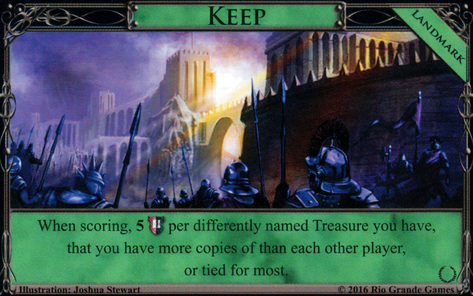 KEEP
LANDMARK
When scoring, 5 per differently named Treasure you have,
that you have more copies of than each other player,
or tied for most.
Illustration: Joshua Stewart © 2016 Rio Grande Games